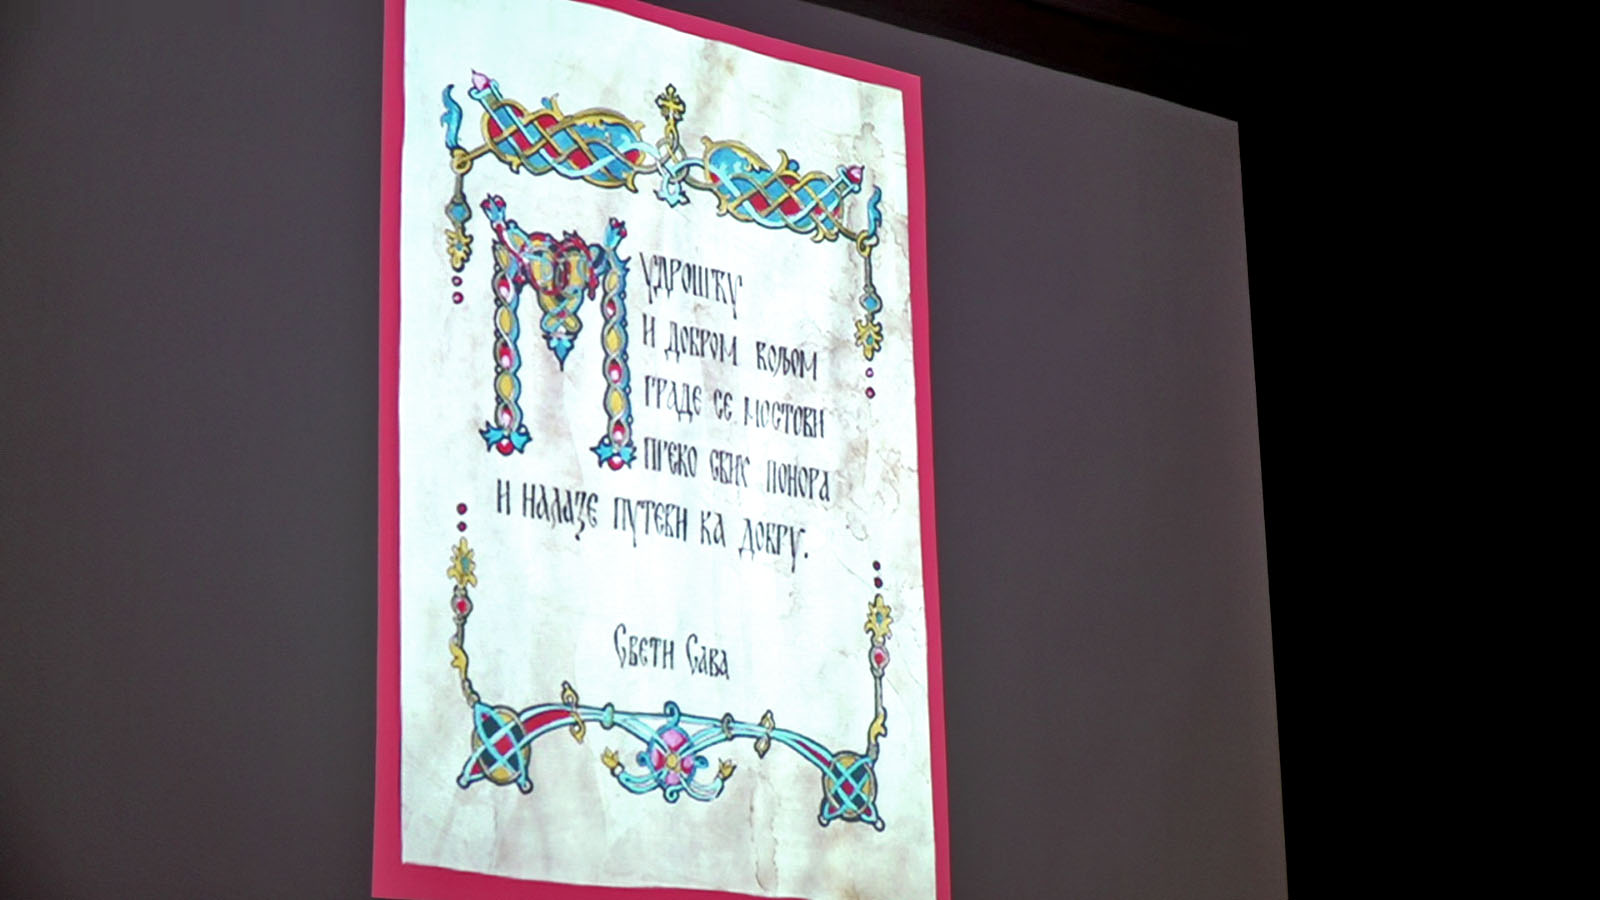 Мудрошћу
и добром вољом
граде се мостови
преко свих понора
и налазе путеви ка добру.
Свети Сава